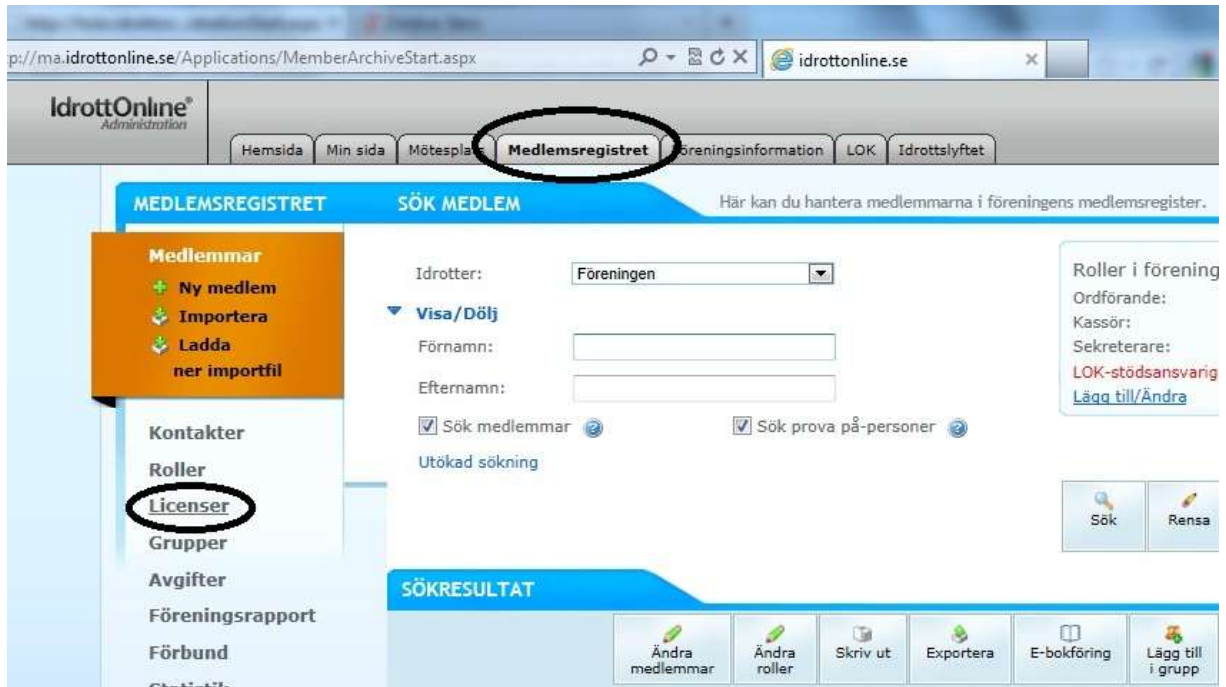 p://ma.idrottonline.se/Applications/MemberArchiveStart.aspx
idrottonline.se
IdrottOnline®
Administration
Hemsida
Min sida
Mötesplats
Medlemsregistret
öreningsinformation
LOK
Idrottslyftet
MEDLEMSREGISTRET
SÖK MEDLEM
Här kan du hantera medlemmarna i föreningens medlemsregister.
Medlemmar
Ny medlem
Importera
Ladda
ner importfil
Kontakter
Roller
Licenser
Grupper
Avgifter
Föreningsrapport
Förbund
Statistik
Idrotter:
Föreningen
Visa/Dölj
Förnamn:
Efternamn:
Sök medlemmar
Sök prova på-personer
Utökad sökning
Roller i förening
Ordförande:
Kassör:
Sekreterare:
LOK-stödsansvarig
Lägg till/Ändra
Sök
Rensa
SÖKRESULTAT
Ändra
medlemmar
Ändra
roller
Skriv ut
Exportera
E-bokföring
Lägg till
i grupp